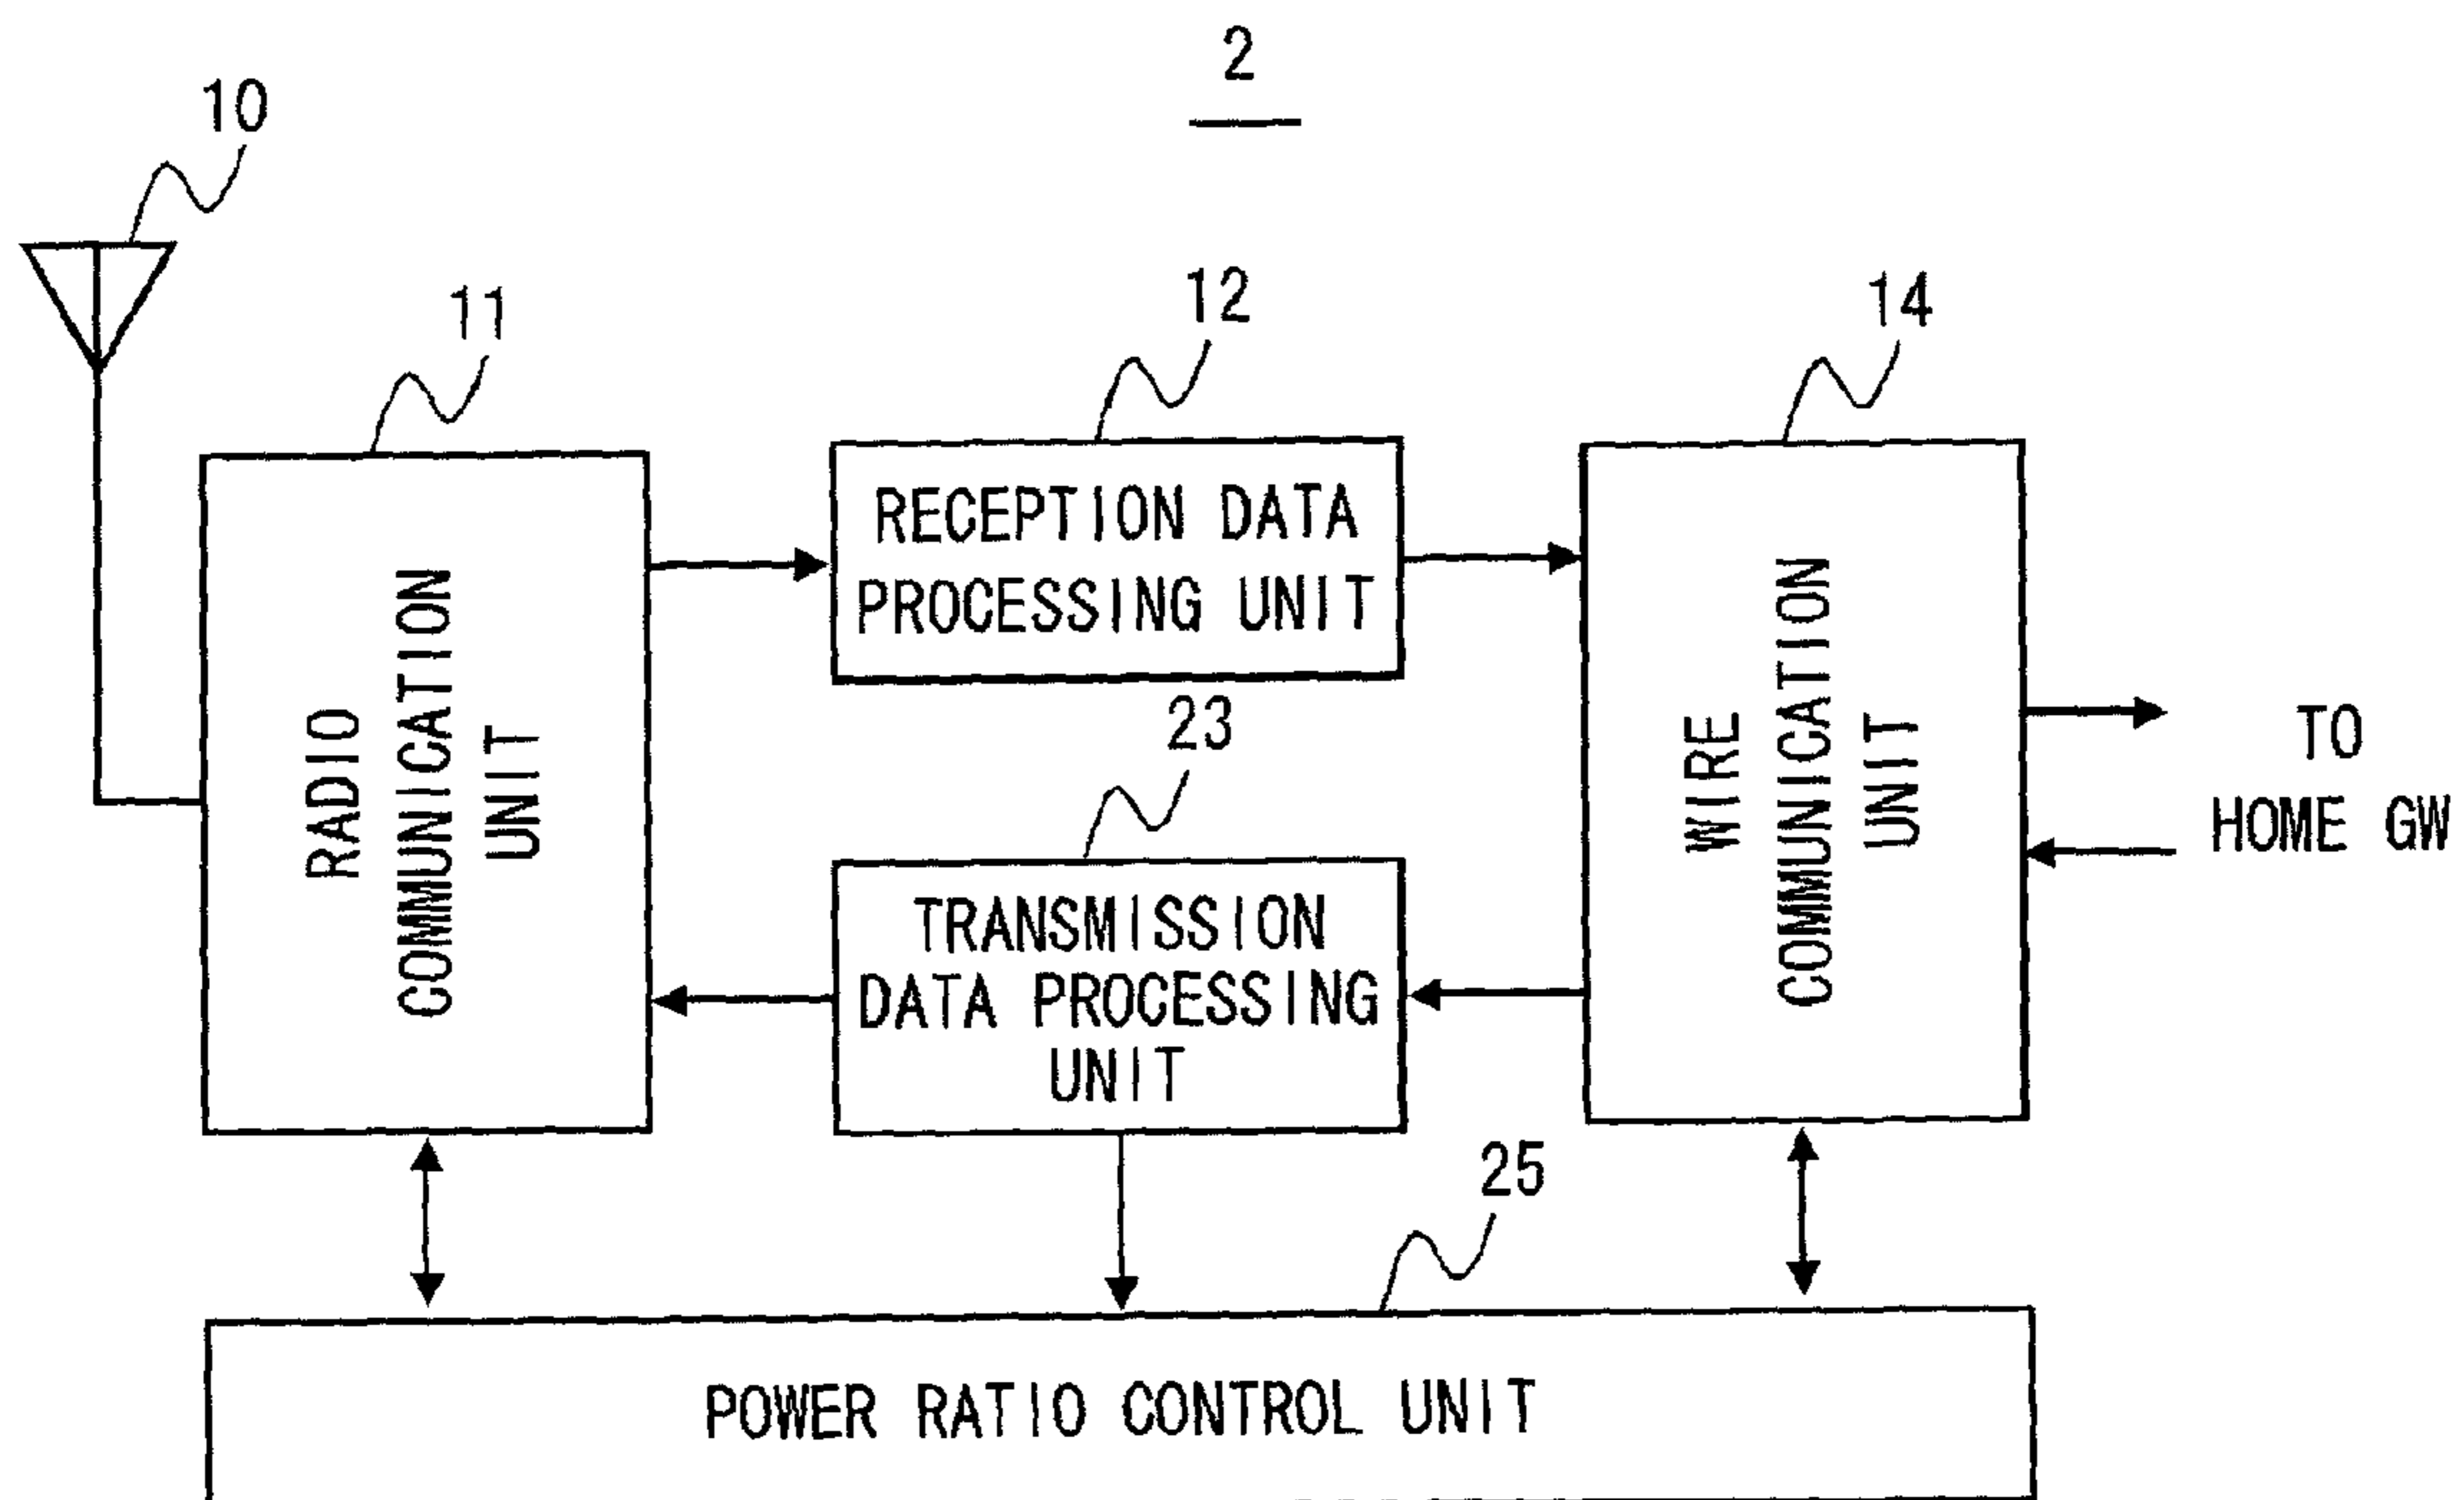 2
10
11
12
14
RECEPTION DATA
PROCESSING UNIT
RADIO
COMMUNICATION
UNIT
WIRE
COMMUNICATION
UNIT
23
TO
HOME GW
TRANSMISSION
DATA PROCESSING
UNIT
25
POWER RATIO CONTROL UNIT